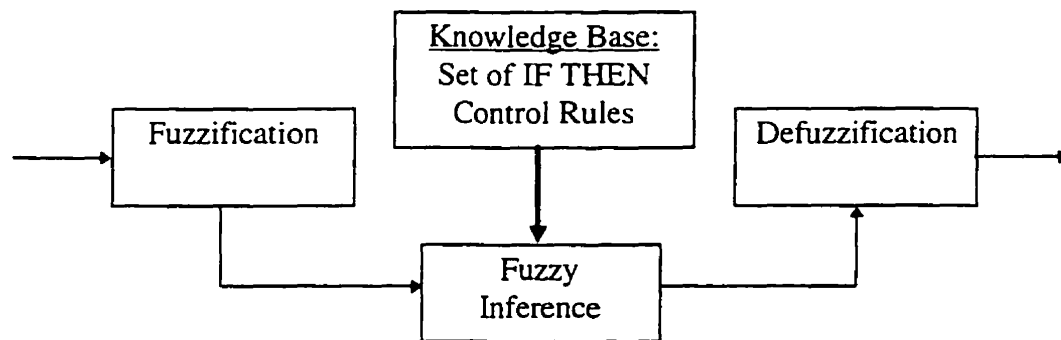 Knowledge Base:
Set of IF THEN
Control Rules
Fuzzification
Defuzzification
Fuzzy
Inference